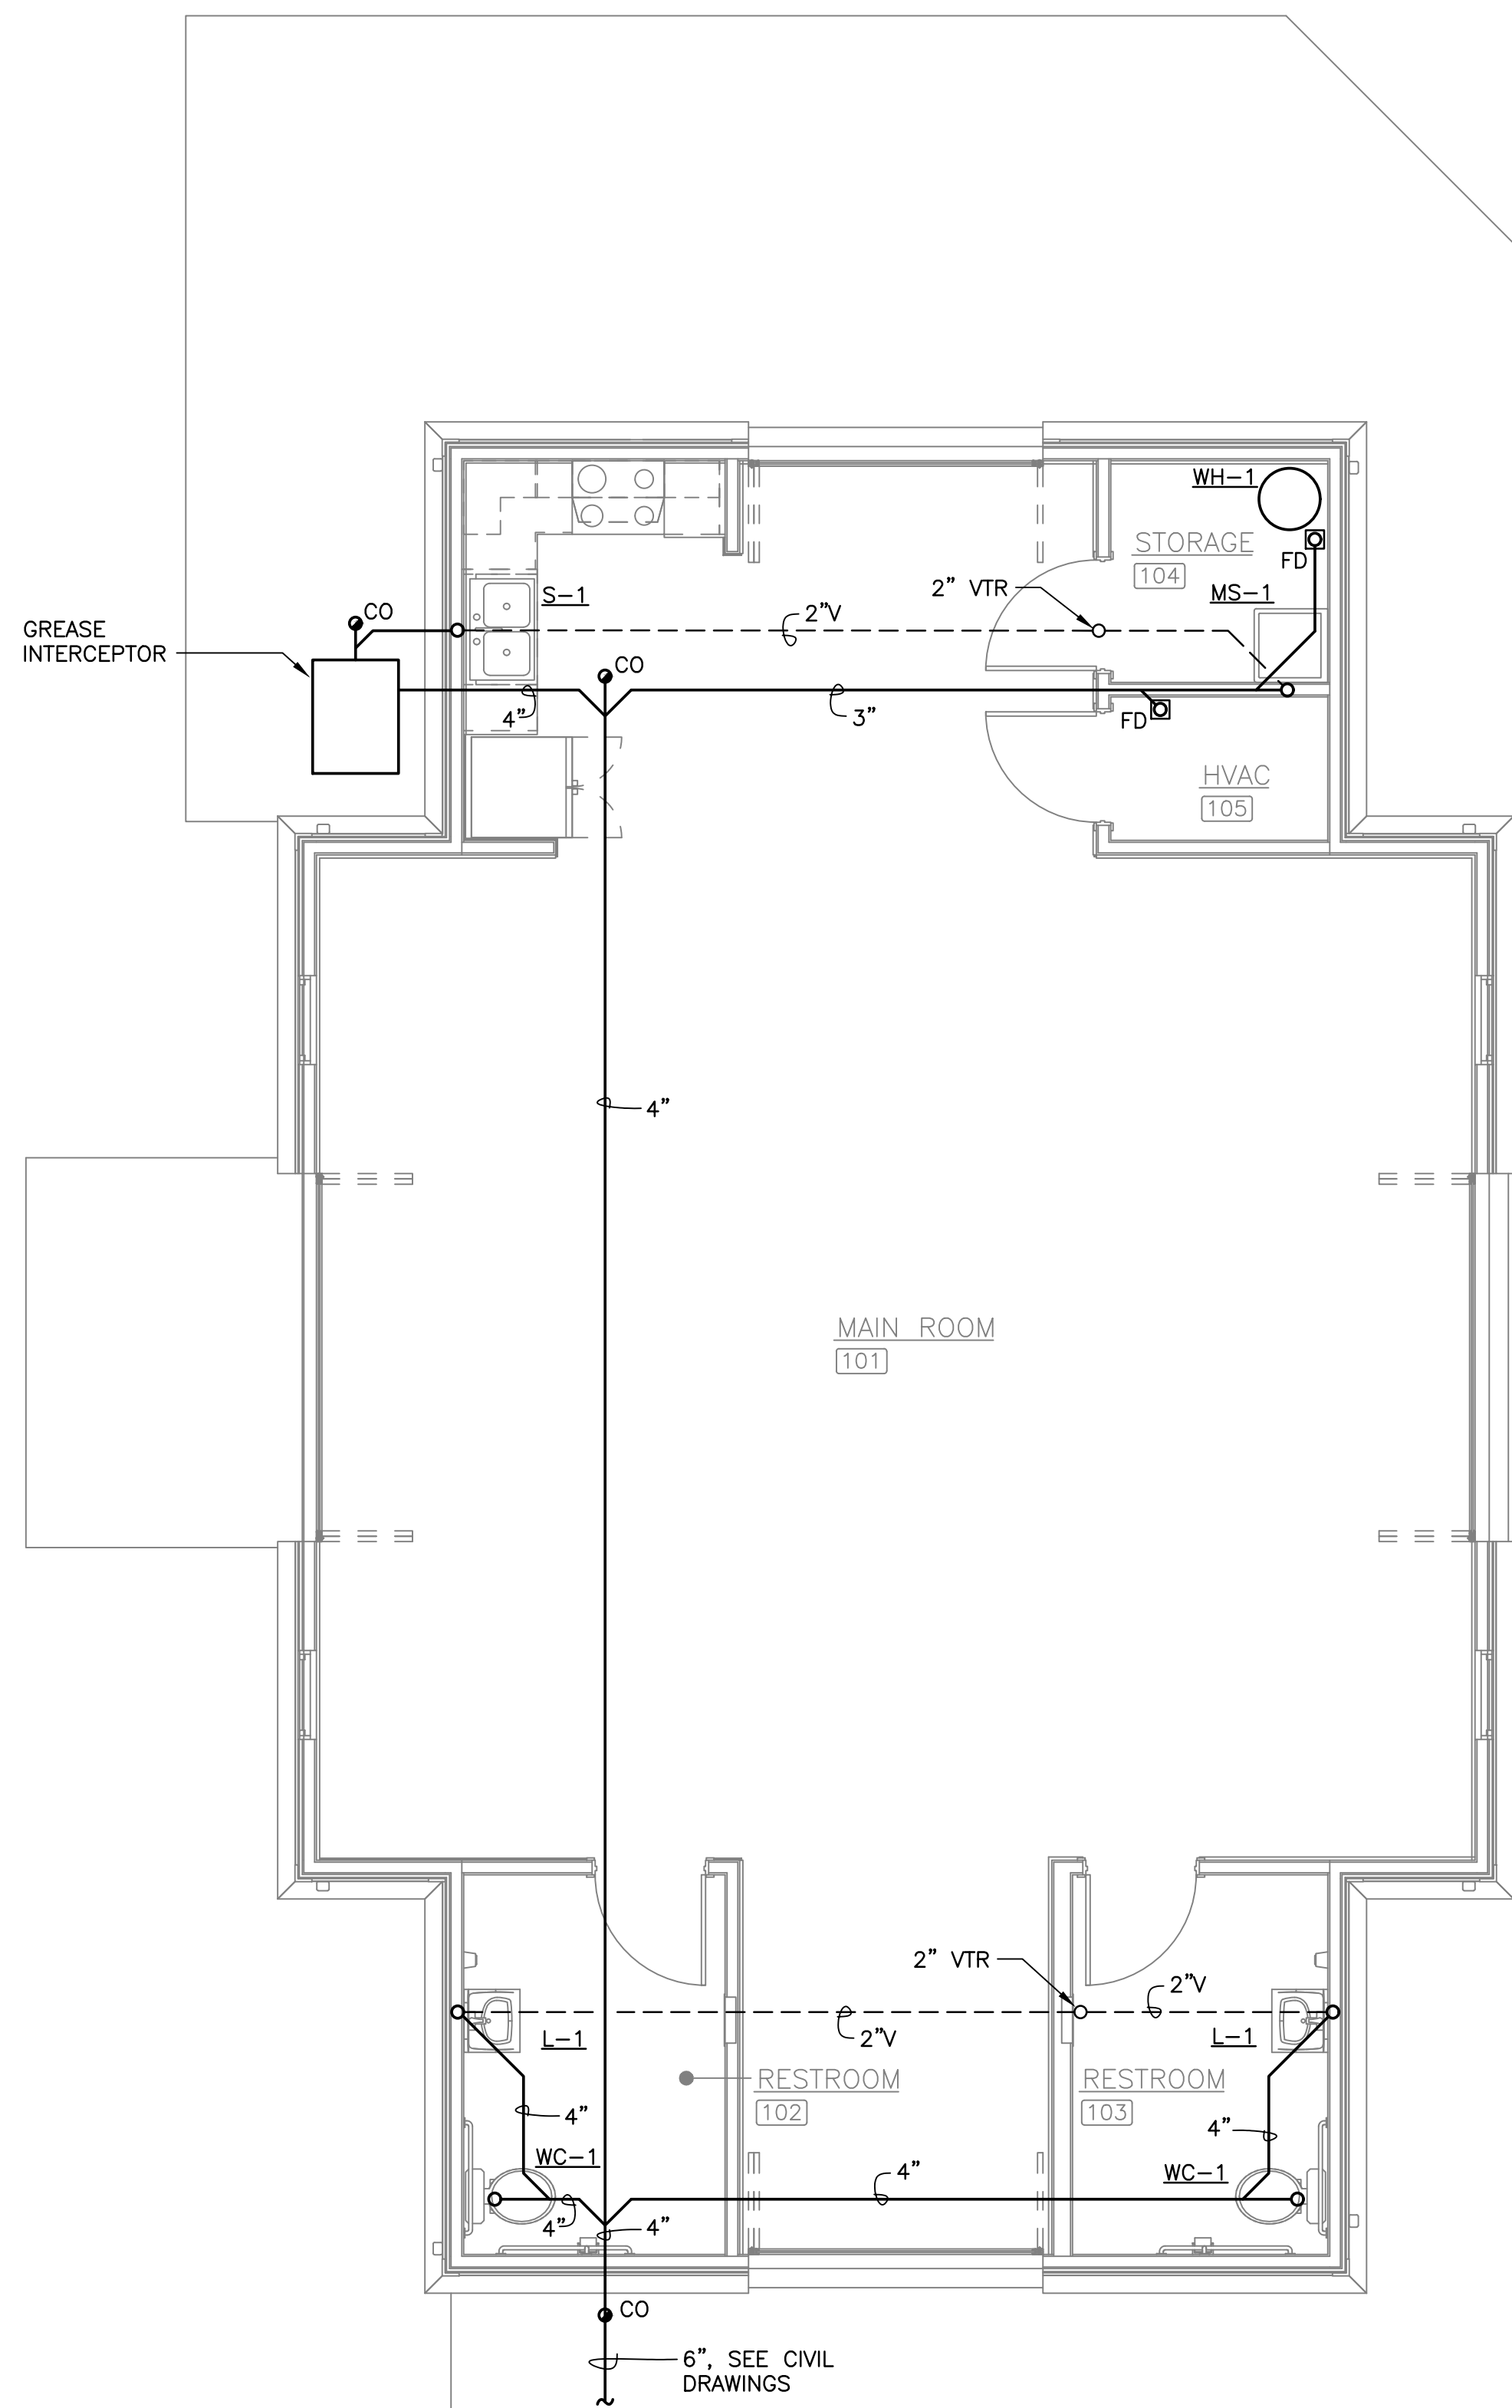 WH-1
STORAGE
104
FD
2" VTR
MS-1
S-1
CO
2"V
GREASE
INTERCEPTOR
CO
4"
3"
FD
HVAC
105
4"
MAIN ROOM
101
2" VTR
2"V
2"V
L-1
L-1
RESTROOM
102
RESTROOM
103
4"
4"
WC-1
WC-1
4"
4"
4"
CO
6", SEE CIVIL
DRAWINGS